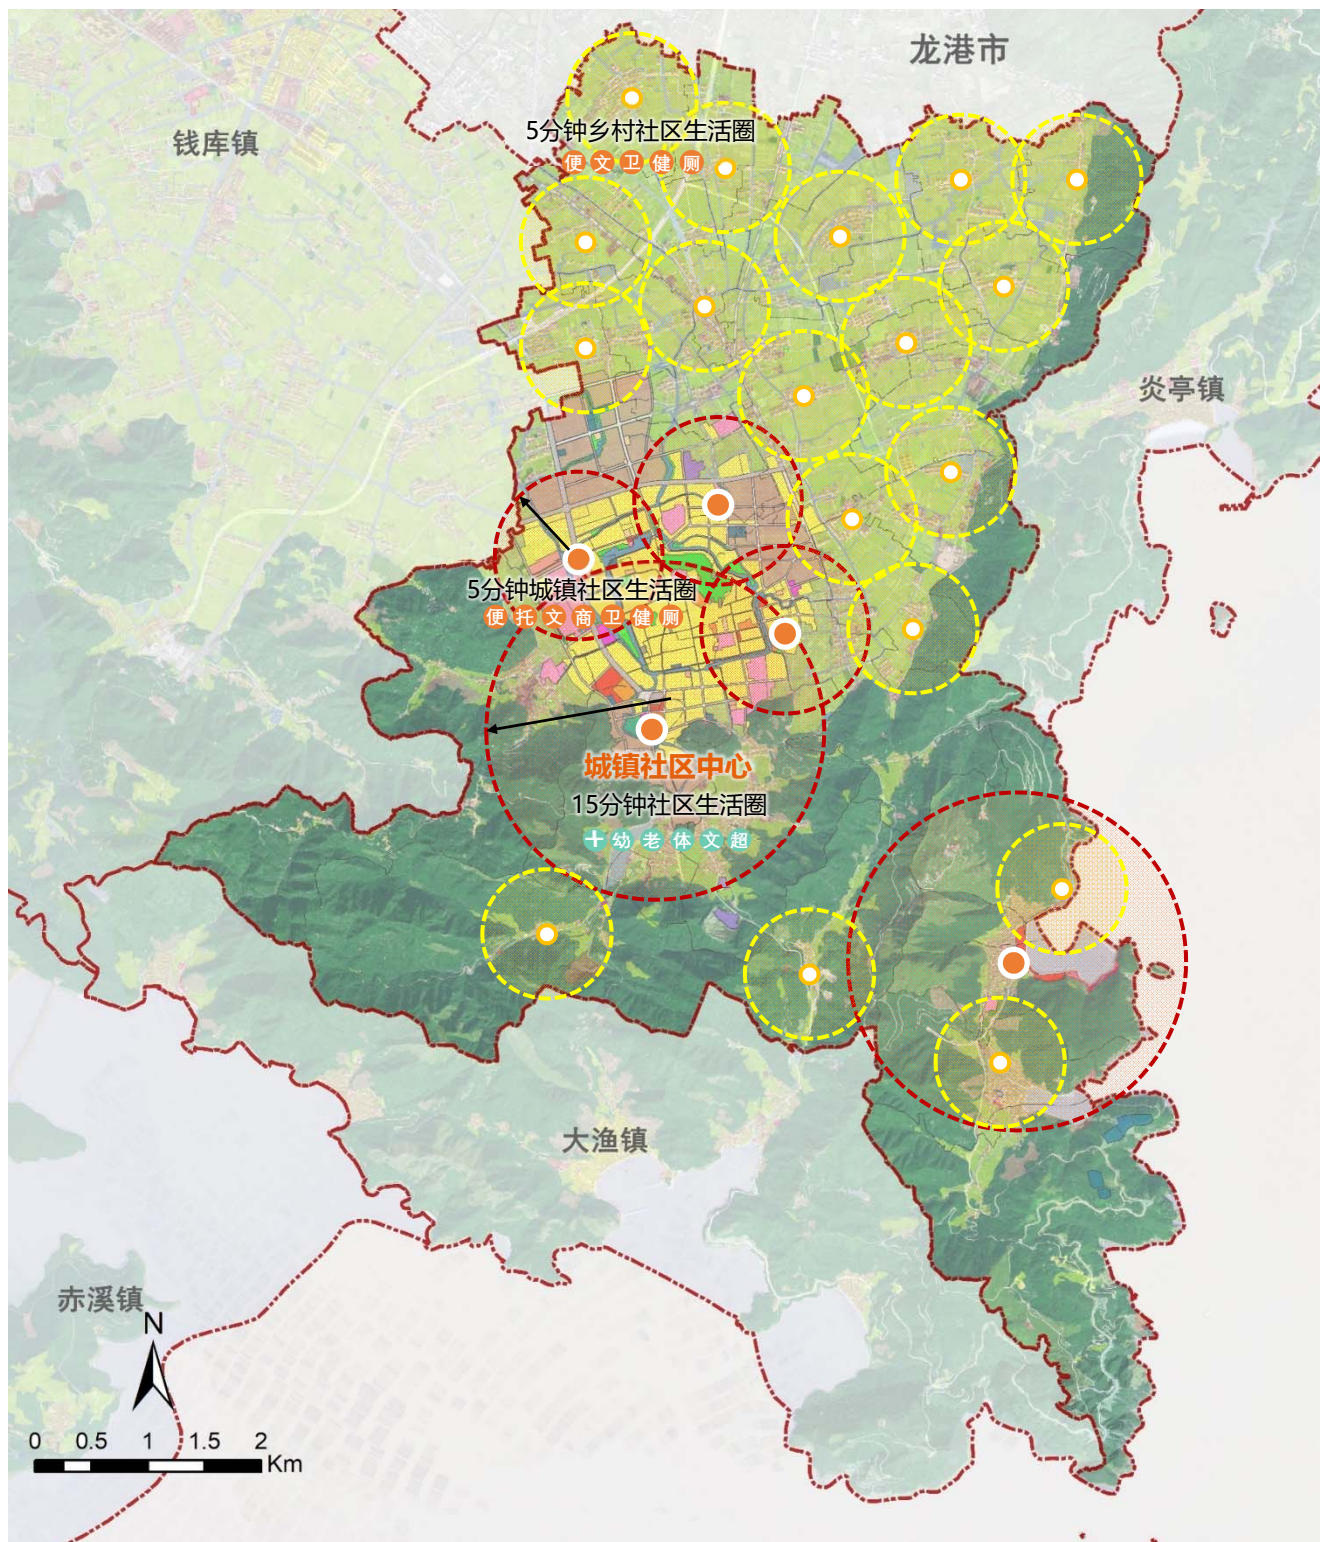 龙港市
钱库镇
5分钟乡村社区生活圈
便 文 卫 健 厕
炎亭镇
5分钟城镇社区生活圈
便 托 文 商 卫 健 厕
城镇社区中心
15分钟社区生活圈
十 幼 老 体 文 超
大渔镇
赤溪镇
N
0 0.5 1 1.5 2
Km